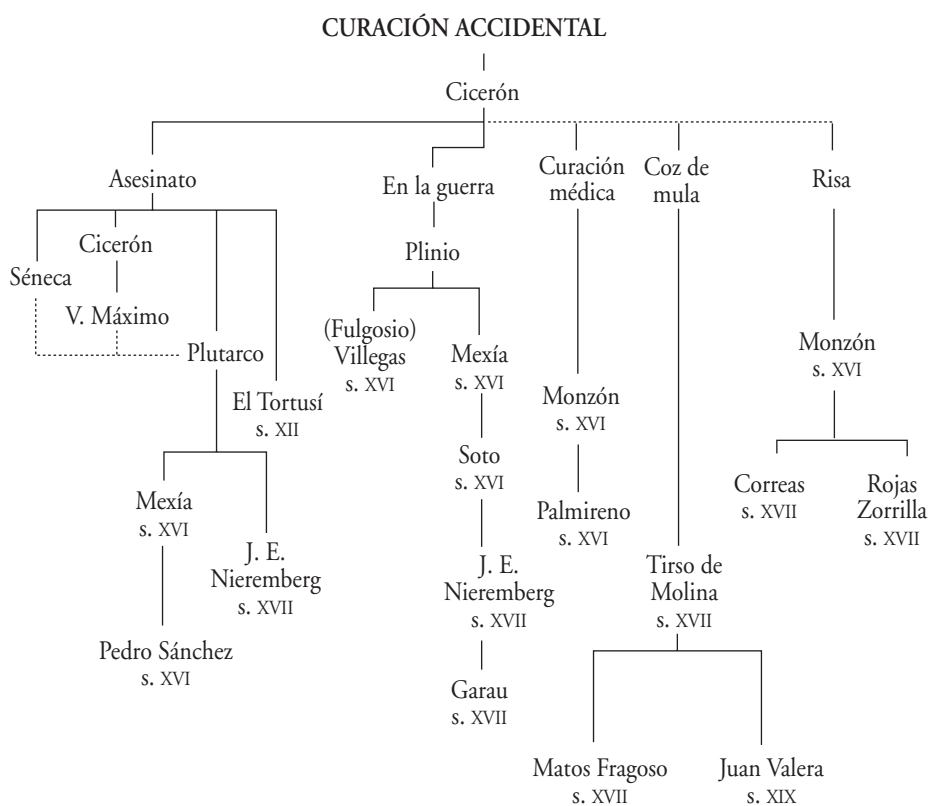 CURACIÓN ACCIDENTAL
Cicerón
Asesinato
En la guerra
Curación
médica
Coz de
mula
Risa
Séneca
Cicerón
V. Máximo
Plutarco
El Tortusí
s. XII
Mexía
s. XVI
J. E.
Nieremberg
s. XVII
Pedro Sánchez
s. XVI
Plinio
(Fulgosio)
Villegas
s. XVI
Mexía
s. XVI
Soto
s. XVI
J. E.
Nieremberg
s. XVII
Garau
s. XVII
Monzón
s. XVI
Palmireno
s. XVI
Tirso de
Molina
s. XVII
Matos Fragoso
s. XVII
Juan Valera
s. XIX
Monzón
s. XVI
Correas
s. XVII
Rojas
Zorrilla
s. XVII